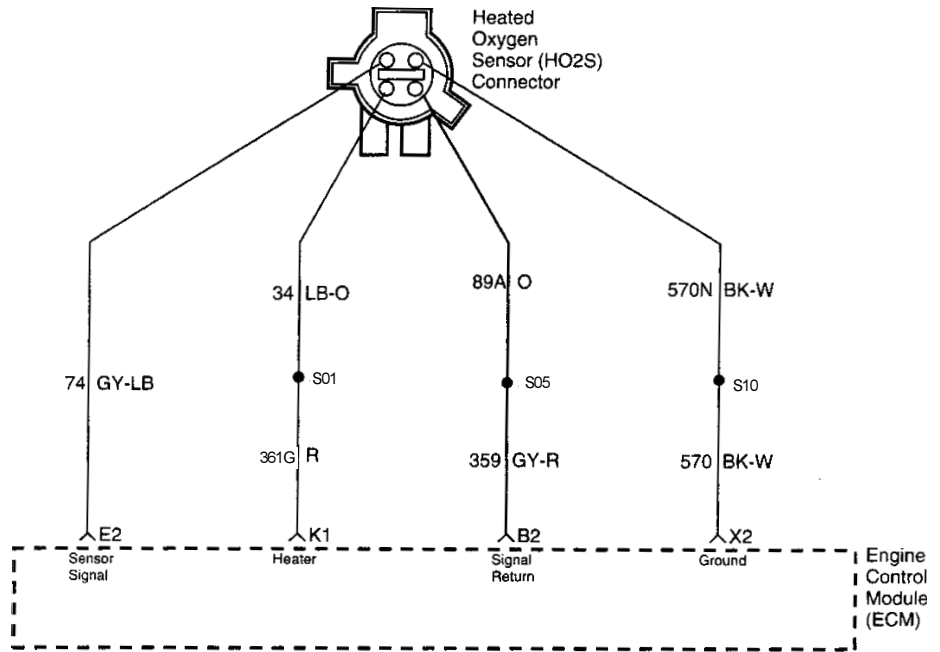 Heated
Oxygen
Sensor (HO2S)
Connector
89A O
34 LB-O
570N BK-W
74 GY-LB
S01
S05
S10
361G R
359 GY-R
570 BK-W
E2
K1
B2
X2
Sensor
Signal
Heater
Signal
Return
Ground
Engine
Control
Module
(ECM)